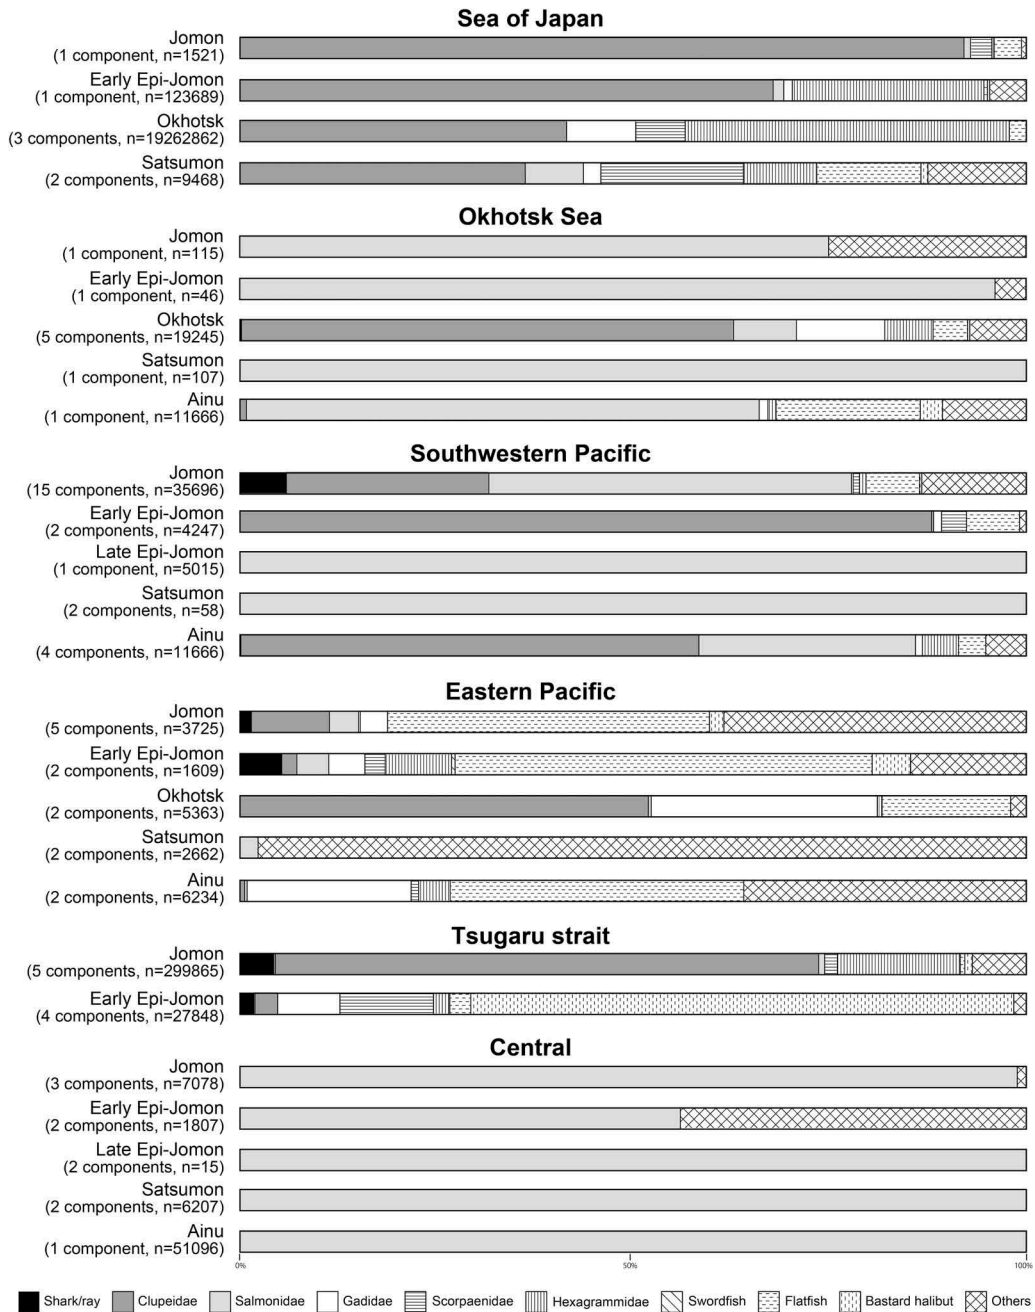 Sea of Japan
Jomon
(1 component, n=1521)
Early Epi-Jomon
(1 component, n=123689)
Okhotsk
(3 components, n=19262862)
Satsumon
(2 components, n=9468)
Okhotsk Sea
Jomon
(1 component, n=115)
Early Epi-Jomon
(1 component, n=46)
Okhotsk
(5 components, n=19245)
Satsumon
(1 component, n=107)
Ainu
(1 component, n=11666)
Southwestern Pacific
Jomon
(15 components, n=35696)
Early Epi-Jomon
(2 components, n=4247)
Late Epi-Jomon
(1 component, n=5015)
Satsumon
(2 components, n=58)
Ainu
(4 components, n=11666)
Eastern Pacific
Jomon
(5 components, n=3725)
Early Epi-Jomon
(2 components, n=1609)
Okhotsk
(2 components, n=5363)
Satsumon
(2 components, n=2662)
Ainu
(2 components, n=6234)
Tsugaru strait
Jomon
(5 components, n=299865)
Early Epi-Jomon
(4 components, n=27848)
Central
Jomon
(3 components, n=7078)
Early Epi-Jomon
(2 components, n=1807)
Late Epi-Jomon
(2 components, n=15)
Satsumon
(2 components, n=6207)
Ainu
(1 component, n=51096)
0% 50% 100%
Shark/ray Clupeidae Salmonidae Gadidae Scorpaenidae Hexagrammidae Swordfish Flatfish Bastard halibut Others